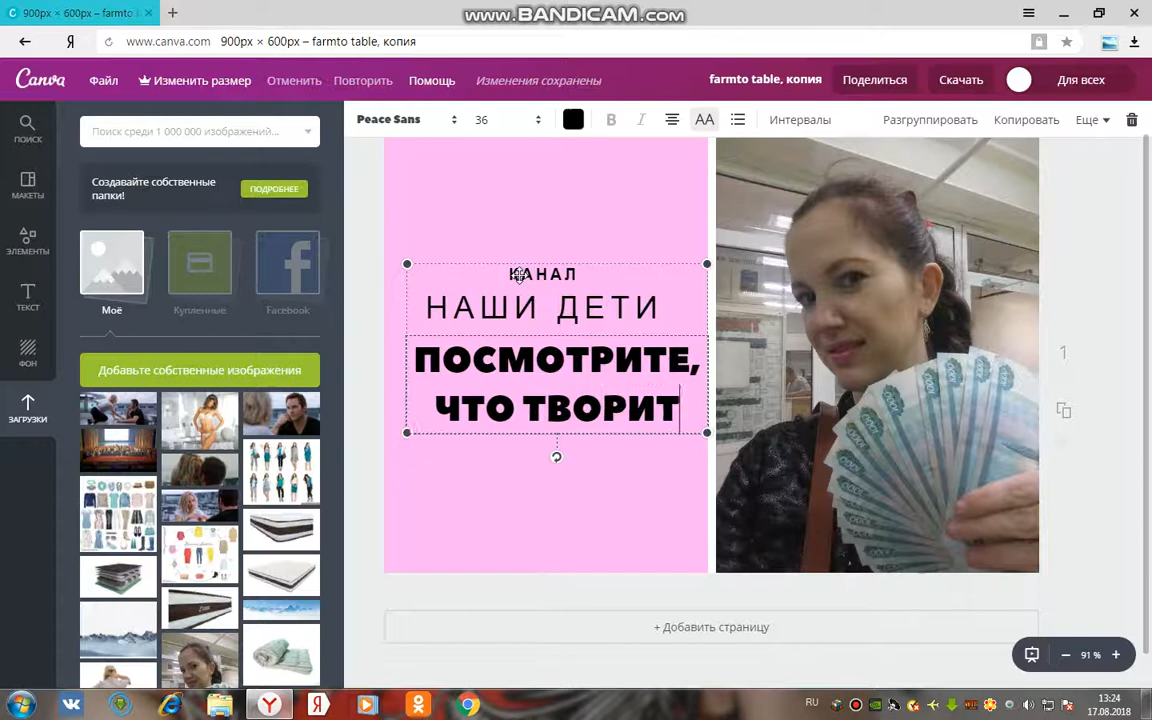 900px × 600px – farmto
www.BANDICAM.com
www.canva.com 900px × 600px – farmto table, копия
Canva Файл Изменить размер Отменить Повторить Помощь Изменения сохранены farmto table, копия Поделиться Скачать Для всех
Peace Sans 36 B I AA Интервалы Разгруппировать Копировать Еще
ПОИСК
МАКЕТЫ
ЭЛЕМЕНТЫ
ТЕКСТ
ФОН
ЗАГРУЗКИ
Поиск среди 1 000 000 изображений...
Создавайте собственные
папки!
ПОДРОБНЕЕ
Моё Купленные Facebook
Добавьте собственные изображения
КАНАЛ
НАШИ ДЕТИ
ПОСМОТРИТЕ,
ЧТО ТВОРИТ
1
+ Добавить страницу
91 %
RU
13:24
17.08.2018